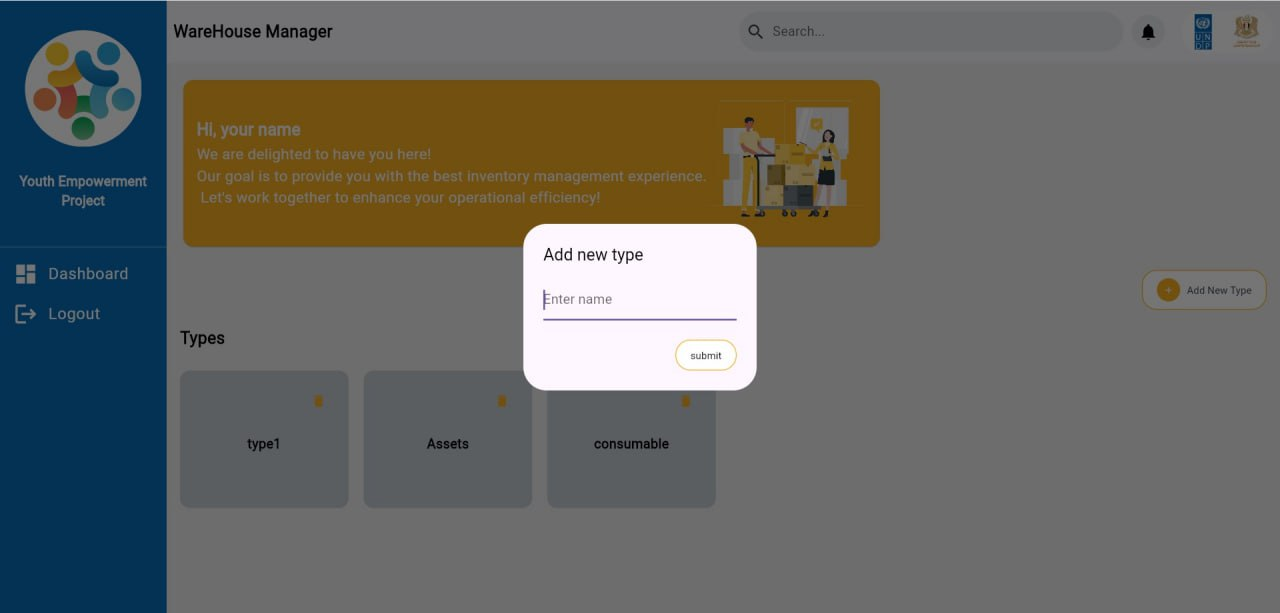 WareHouse Manager
Search...
U N
D P
Youth Empowerment
Project
Hi, your name
We are delighted to have you here!
Our goal is to provide you with the best inventory management experience.
Let's work together to enhance your operational efficiency!
Dashboard
Logout
Add New Type
Add new type
Enter name
submit
Types
type1
Assets
consumable